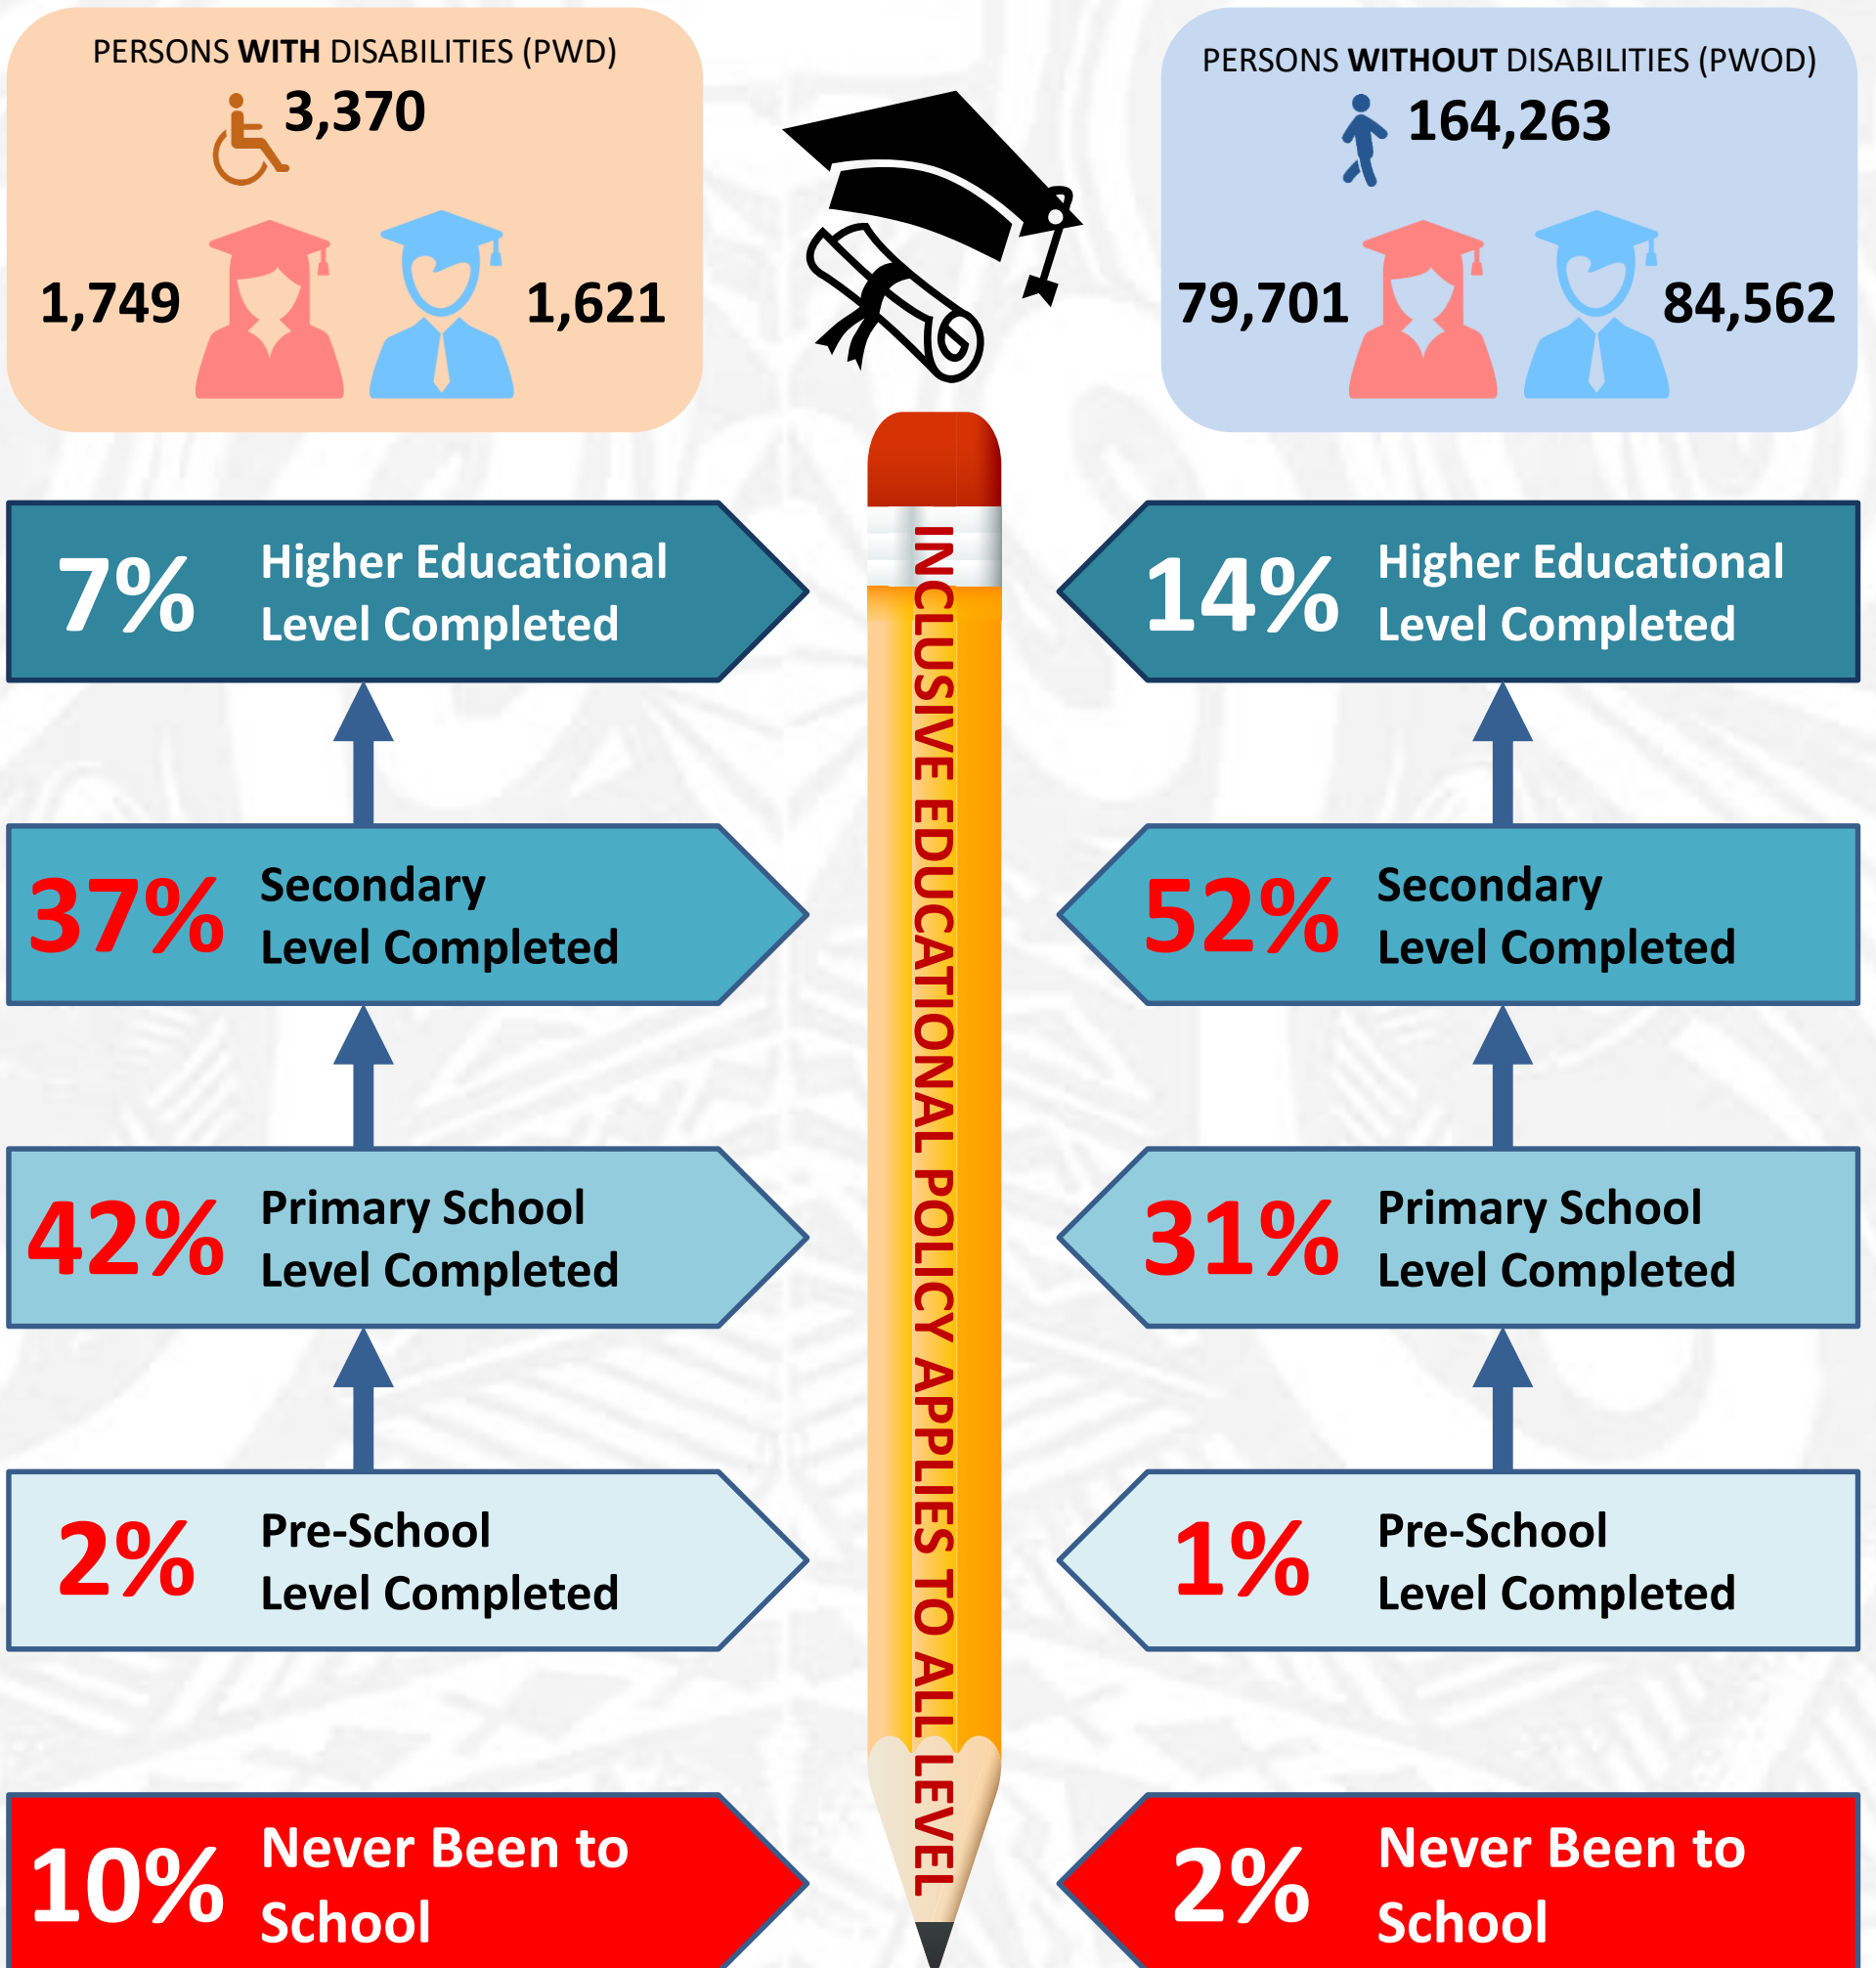 PERSONS WITH DISABILITIES (PWD)
3,370
1,749
1,621
PERSONS WITHOUT DISABILITIES (PWOD)
164,263
79,701
84,562
7%
Higher Educational
Level Completed
37%
Secondary
Level Completed
42%
Primary School
Level Completed
2%
Pre-School
Level Completed
10%
Never Been to
School
INCLUSIVE EDUCATIONAL POLICY APPLIES TO ALL LEVEL
14%
Higher Educational
Level Completed
52%
Secondary
Level Completed
31%
Primary School
Level Completed
1%
Pre-School
Level Completed
2%
Never Been to
School